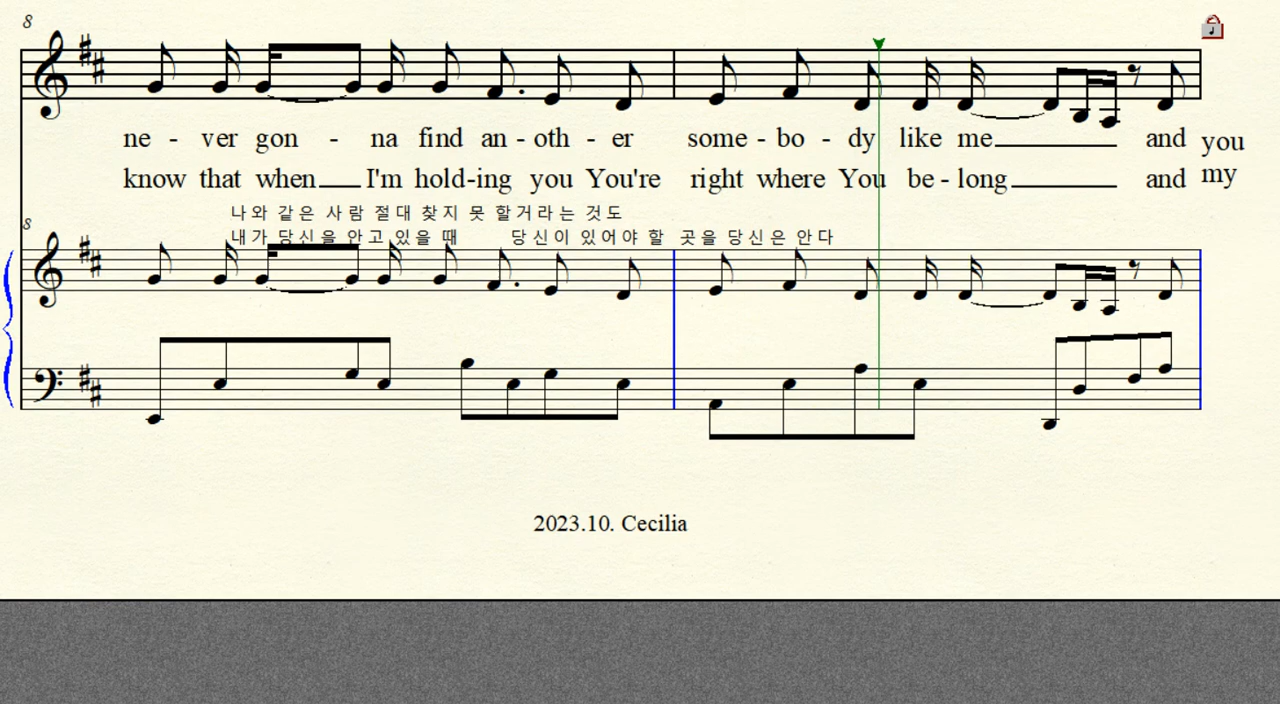 8
ne - ver gon - na find an - oth - er some - bo - dy like me and you
know that when I'm hold-ing you You're right where You be - long and my
나와 같은 사람 절대 찾지 못 할거라는 것도
내가 당신을 안고 있을 때 당신이 있어야 할 곳을 당신은 안다
8
2023.10. Cecilia